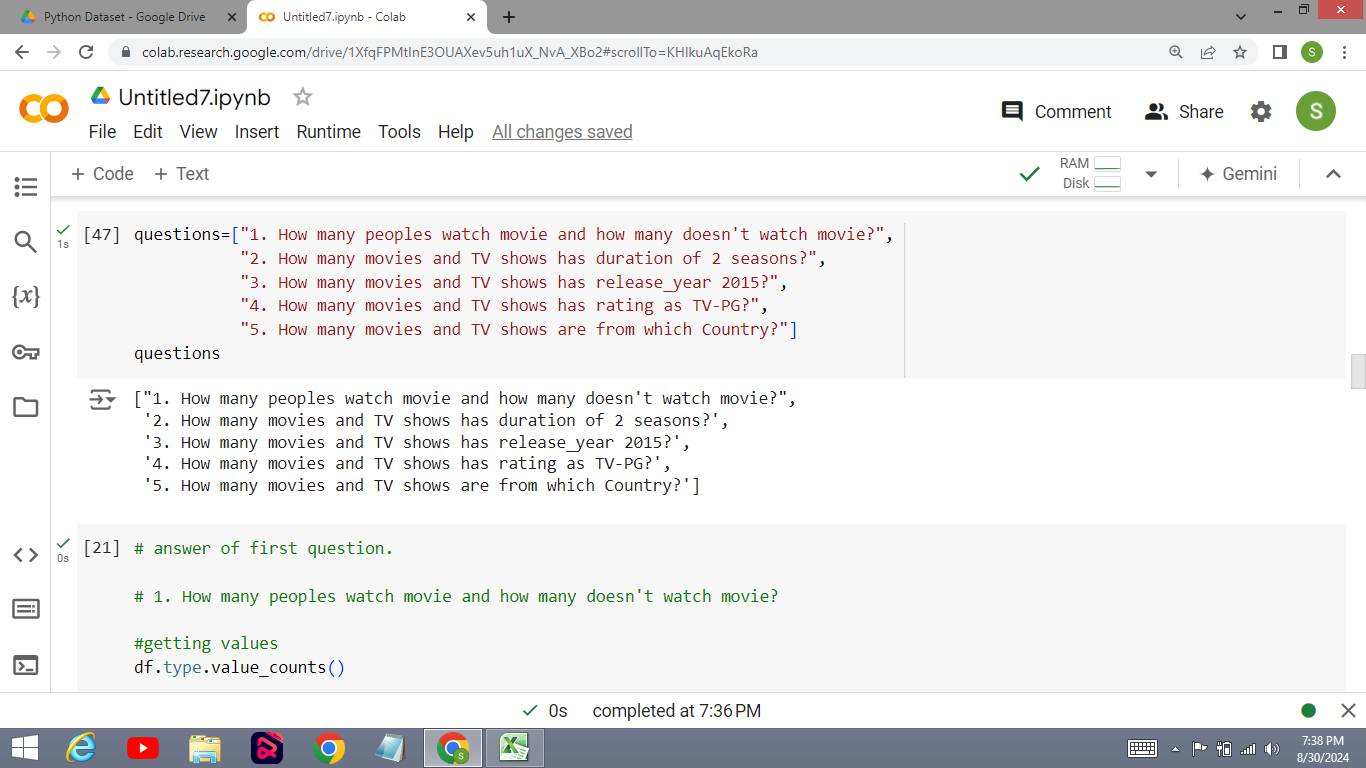 Python Dataset - Google Drive
Untitled7.ipynb - Colab
colab.research.google.com/drive/1XfqFPMtInE3OUAXev5uh1uX_NvA_XBo2#scrollTo=KHIkuAqEkoRa
S
Untitled7.ipynb
File Edit View Insert Runtime Tools Help All changes saved
Comment Share S
+ Code + Text
RAM
Disk
Gemini
{x}
1s
[47] questions=["1. How many peoples watch movie and how many doesn't watch movie?",
"2. How many movies and TV shows has duration of 2 seasons?",
"3. How many movies and TV shows has release_year 2015?",
"4. How many movies and TV shows has rating as TV-PG?",
"5. How many movies and TV shows are from which Country?"]
questions
["1. How many peoples watch movie and how many doesn't watch movie?",
'2. How many movies and TV shows has duration of 2 seasons?',
'3. How many movies and TV shows has release_year 2015?',
'4. How many movies and TV shows has rating as TV-PG?',
'5. How many movies and TV shows are from which Country?']
0s
[21] # answer of first question.
# 1. How many peoples watch movie and how many doesn't watch movie?
#getting values
df.type.value_counts()
0s completed at 7:36 PM
7:38 PM
8/30/2024